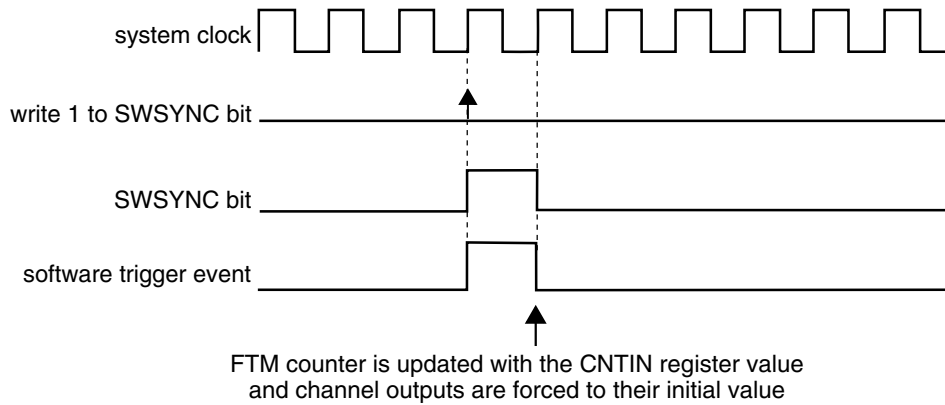 system clock
write 1 to SWSYNC bit
SWSYNC bit
software trigger event
FTM counter is updated with the CNTIN register value
and channel outputs are forced to their initial value